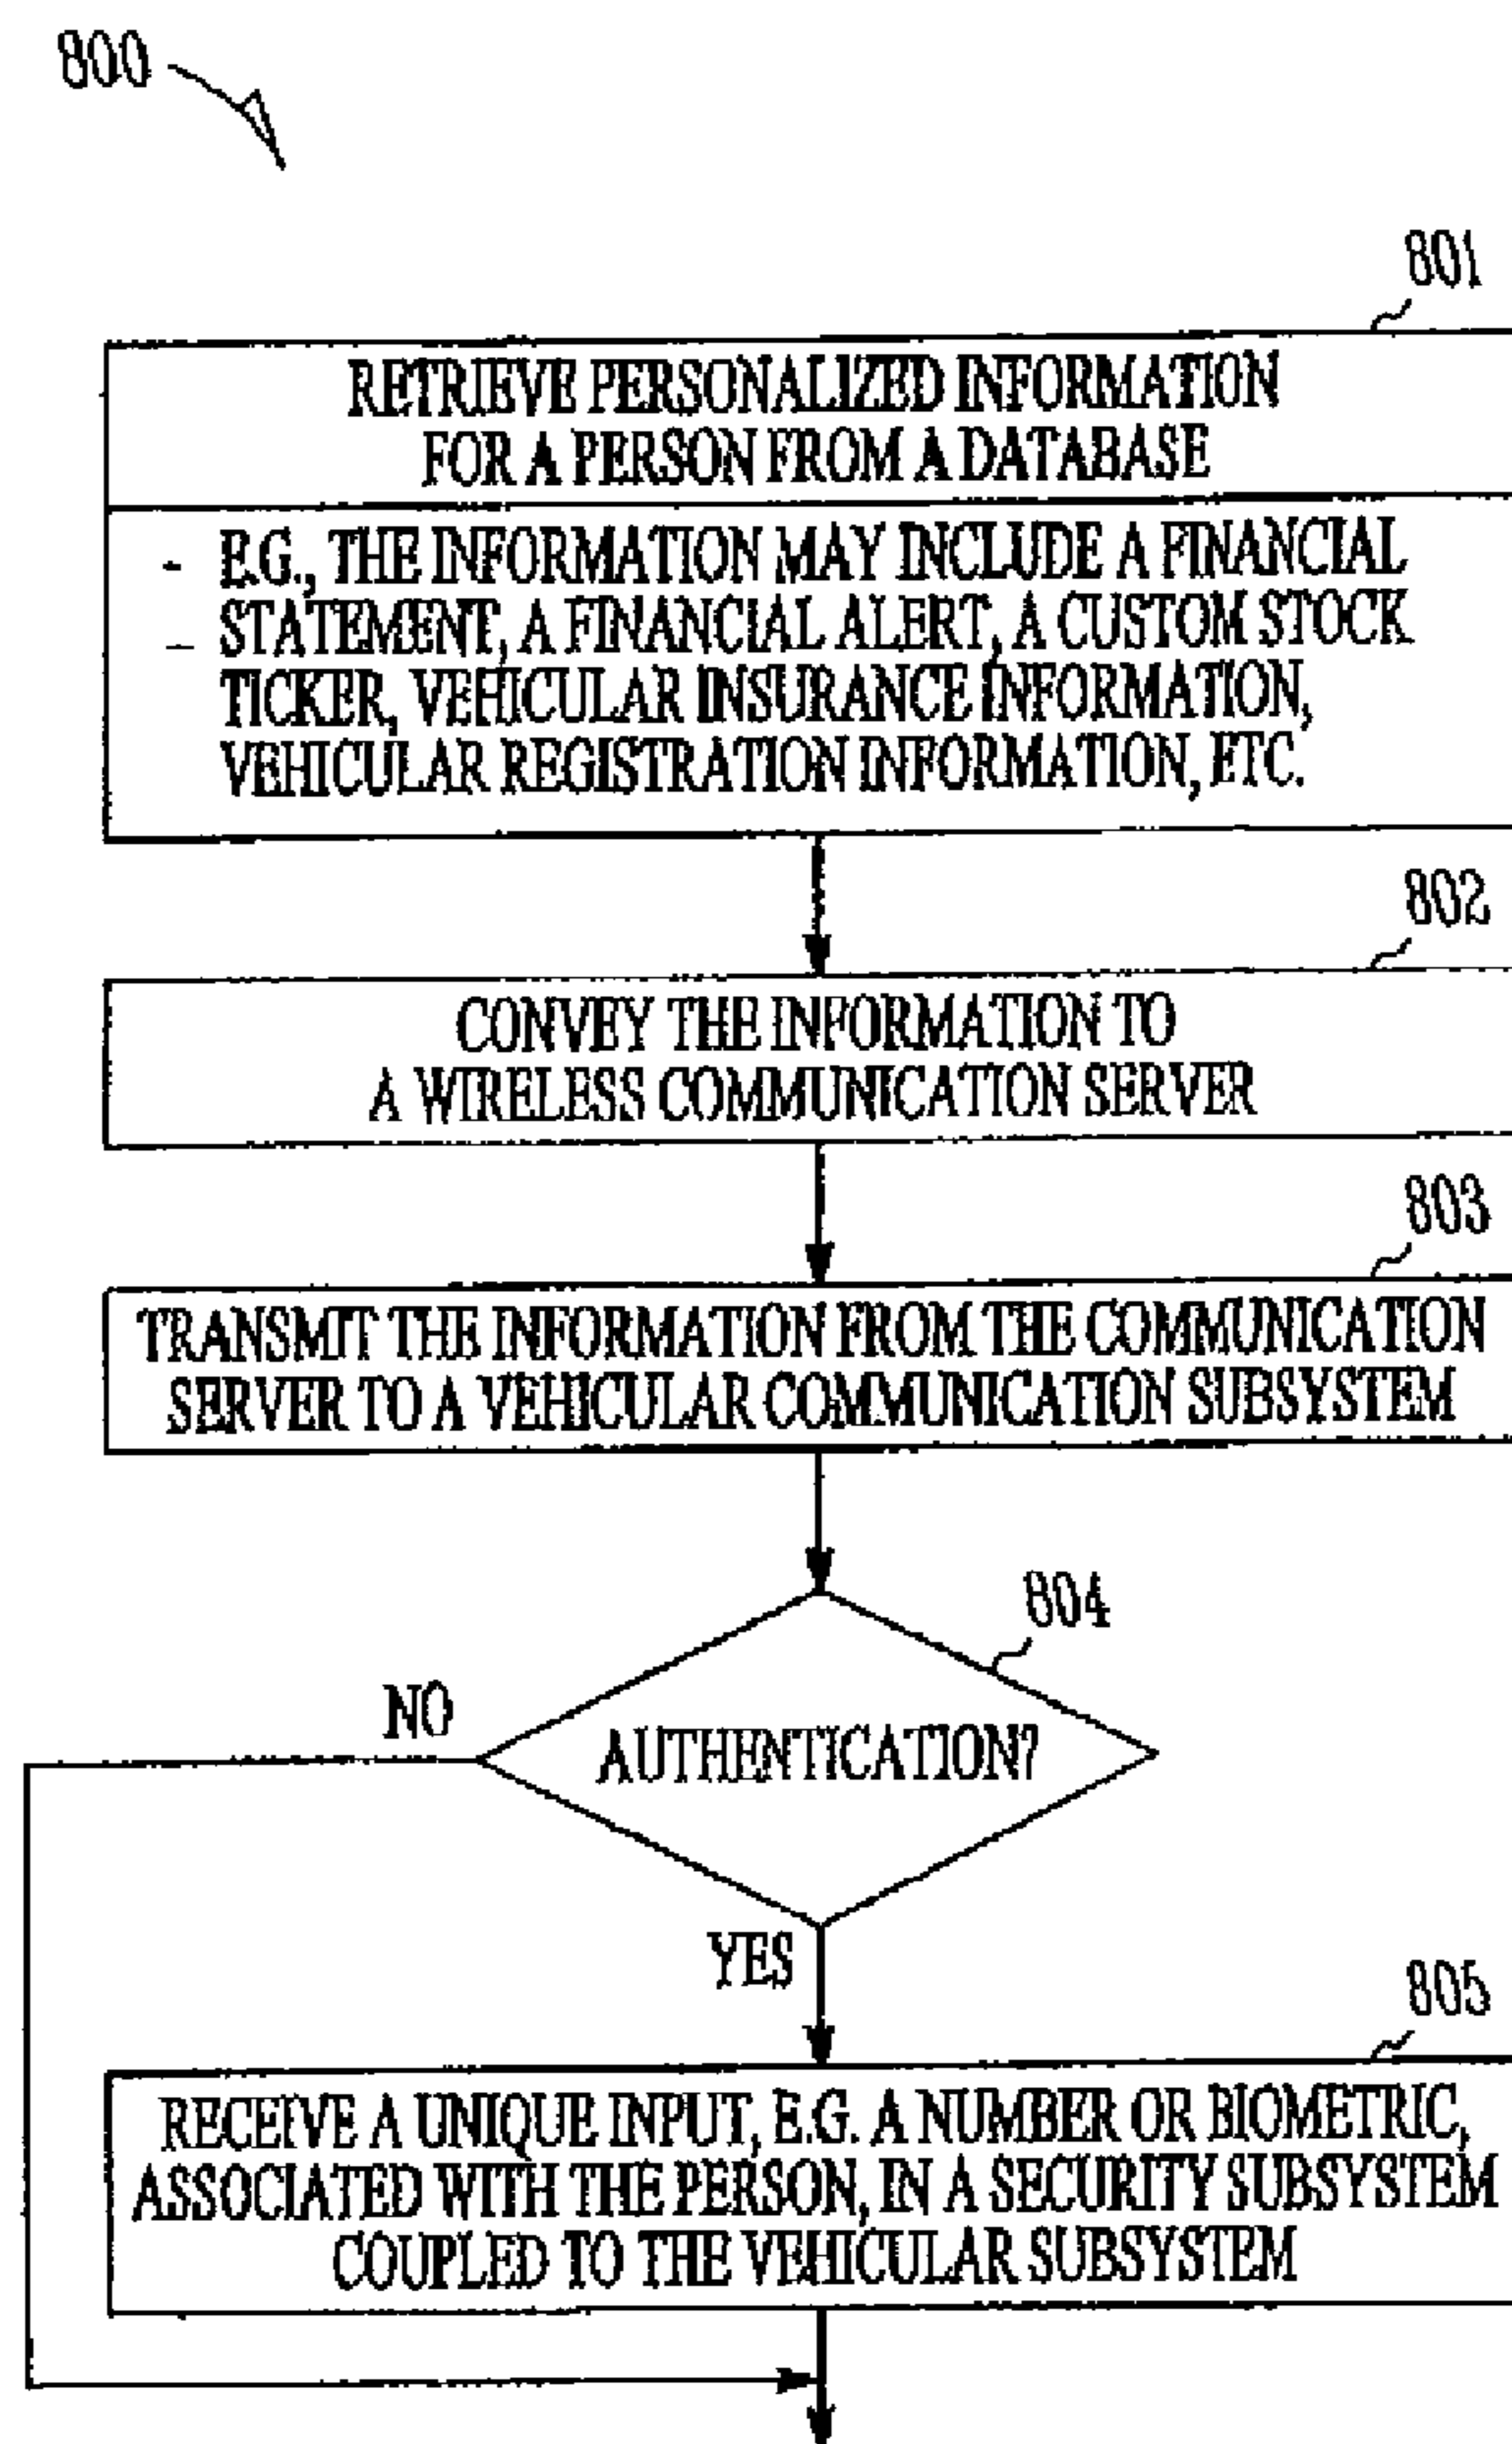 800
801
RETRIEVE PERSONALIZED INFORMATION
FOR A PERSON FROM A DATABASE
- E.G., THE INFORMATION MAY INCLUDE A FINANCIAL
- STATEMENT, A FINANCIAL ALERT, A CUSTOM STOCK
TICKER, VEHICULAR INSURANCE INFORMATION,
VEHICULAR REGISTRATION INFORMATION, ETC.
802
CONVEY THE INFORMATION TO
A WIRELESS COMMUNICATION SERVER
803
TRANSMIT THE INFORMATION FROM THE COMMUNICATION
SERVER TO A VEHICULAR COMMUNICATION SUBSYSTEM
804
NO
AUTHENTICATION?
YES
805
RECEIVE A UNIQUE INPUT, E.G. A NUMBER OR BIOMETRIC,
ASSOCIATED WITH THE PERSON, IN A SECURITY SUBSYSTEM
COUPLED TO THE VEHICULAR SUBSYSTEM